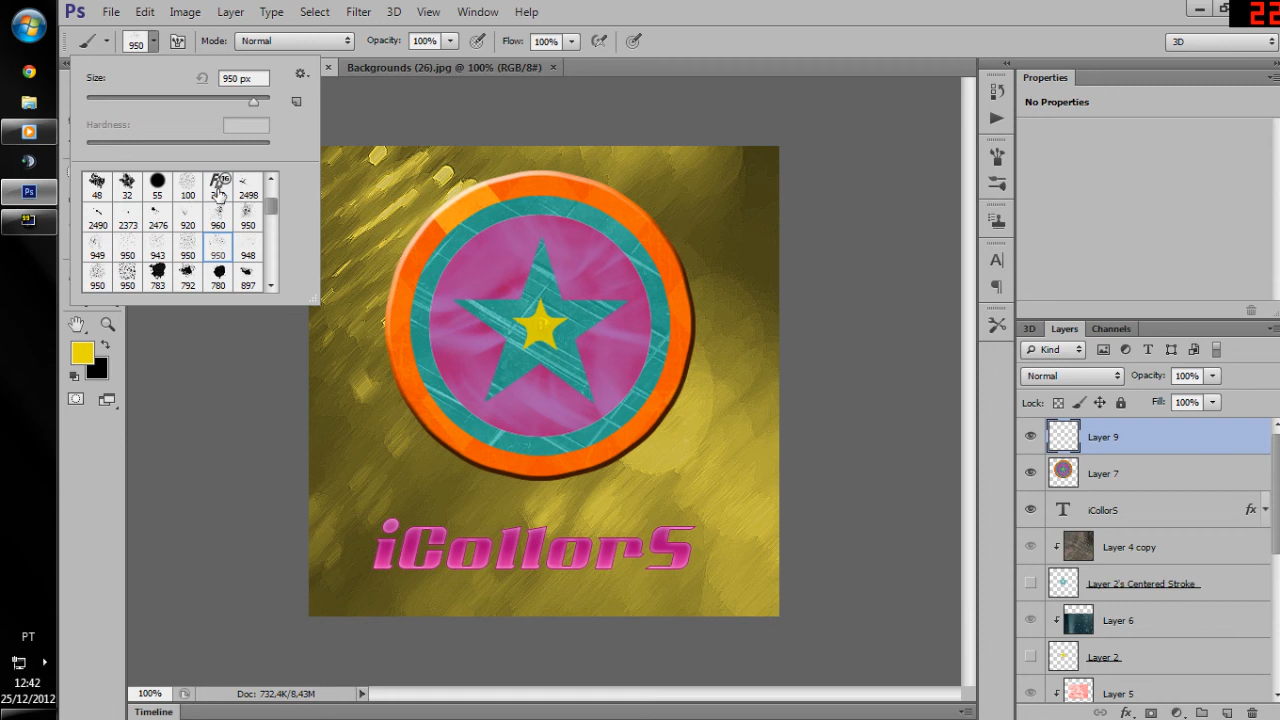 Ps File Edit Image Layer Type Select Filter 3D View Window Help
22
950 Mode: Normal Opacity: 100% Flow: 100% 3D
Backgrounds (26).jpg @ 100% (RGB/8#)
Size: 950 px
Hardness:
48 32 55 100 2498
2490 2373 2476 920 960 950
949 950 943 950 950 948
950 950 783 792 780 897
Properties
No Properties
iCollorS
3D Layers Channels
Kind
Normal Opacity: 100%
Lock: Fill: 100%
Layer 9
Layer 7
iCollorS fx
Layer 4 copy
Layer 2's Centered Stroke
Layer 6
Layer 2
Layer 5
PT
12:42
25/12/2012
100% Doc: 732,4K/8,43M
Timeline